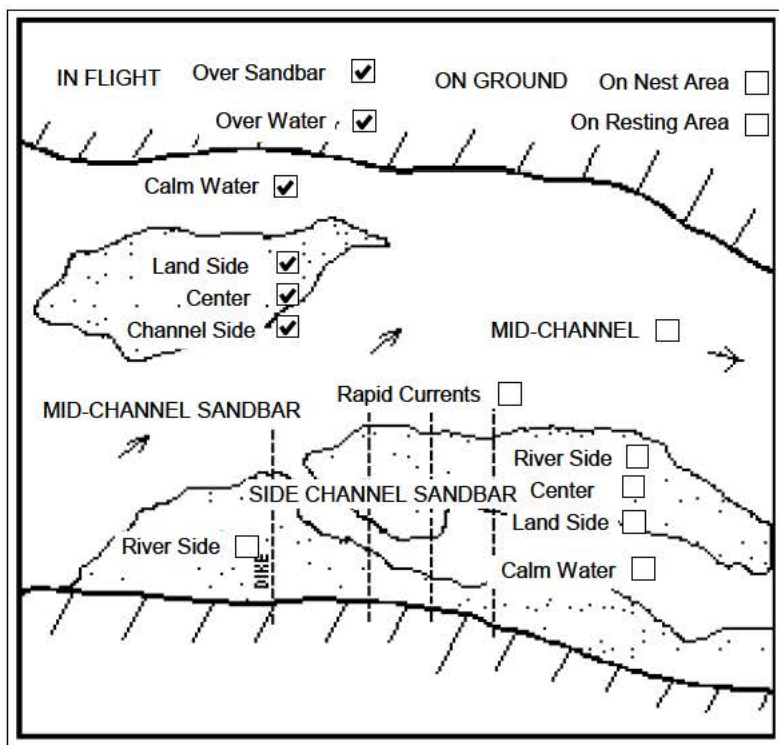 IN FLIGHT Over Sandbar ON GROUND On Nest Area
Over Water On Resting Area
Calm Water
Land Side
Center
Channel Side MID-CHANNEL
Rapid Currents
MID-CHANNEL SANDBAR
River Side
SIDE CHANNEL SANDBAR Center
Land Side
River Side
DIKE
Calm Water